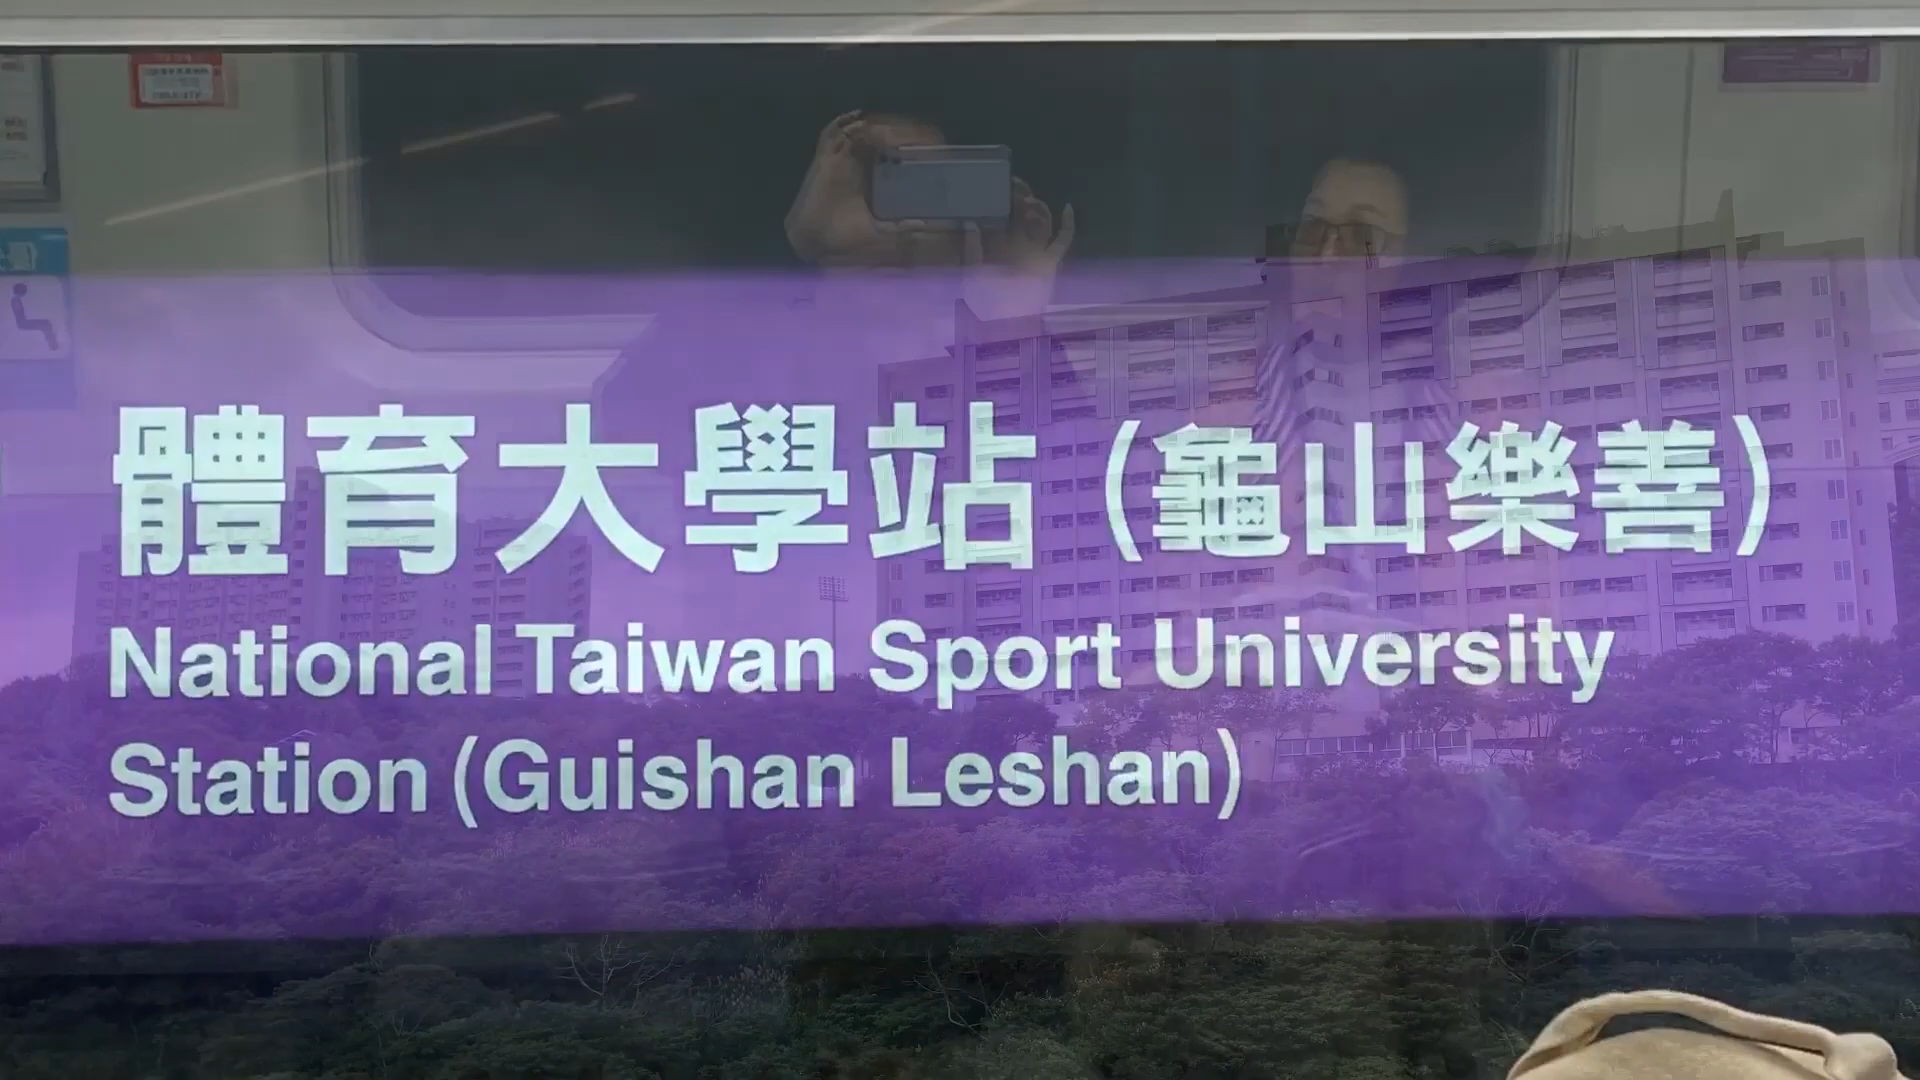 體育大學站(龜山樂善)
National Taiwan Sport University
Station (Guishan Leshan)